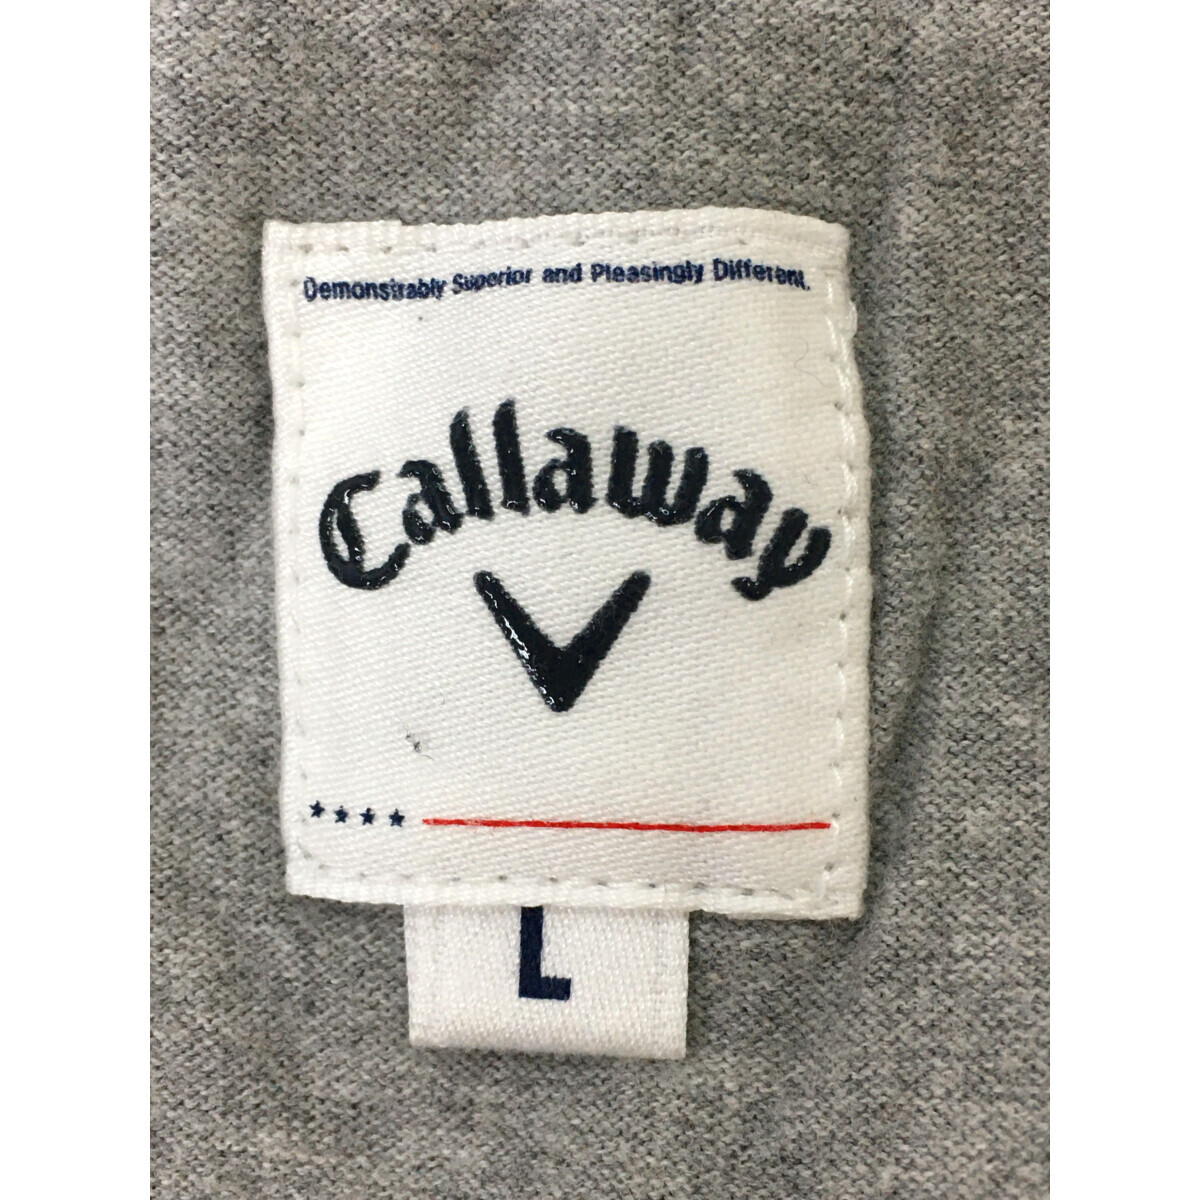 Demonstrably Superior and Pleasingly Different.
Callaway
L